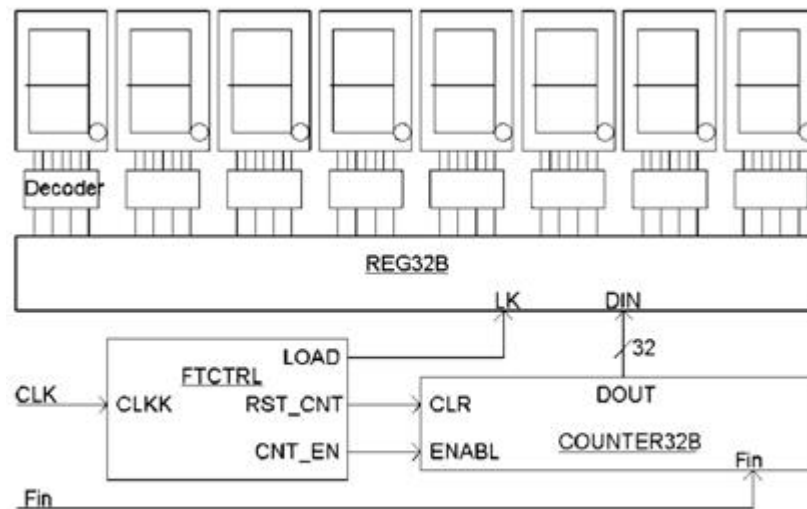 Decoder
REG32B
LK
DIN
LOAD
32
FTCTRL
CLK
CLKK
RST_CNT
CLR
DOUT
CNT_EN
ENABL
COUNTER32B
Fin
Fin